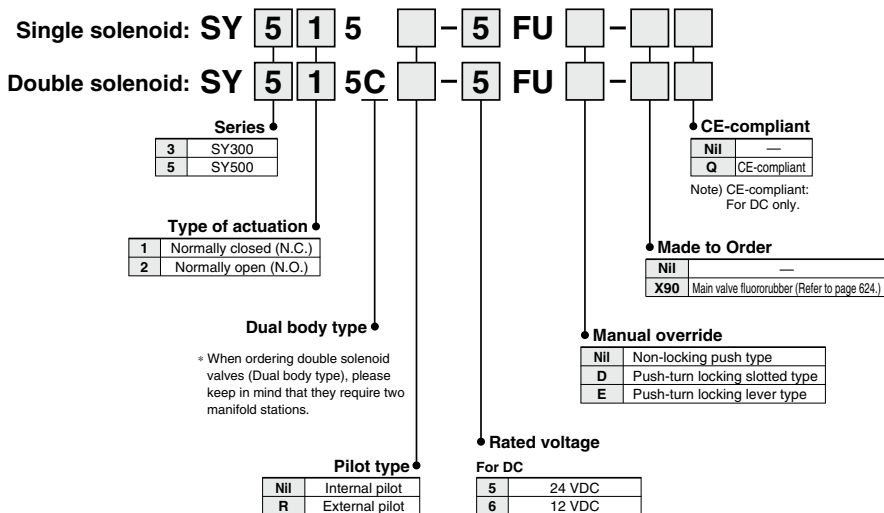 Single solenoid: SY 5 1 5 – 5 FU –
Double solenoid: SY 5 1 5C – 5 FU –
Series
3 SY300
5 SY500
CE-compliant
Nil —
Q CE-compliant
Note) CE-compliant:
For DC only.
Type of actuation
1 Normally closed (N.C.)
2 Normally open (N.O.)
Made to Order
Nil —
X90 Main valve fluororubber (Refer to page 624.)
Dual body type
* When ordering double solenoid
valves (Dual body type), please
keep in mind that they require two
manifold stations.
Manual override
Nil Non-locking push type
D Push-turn locking slotted type
E Push-turn locking lever type
Pilot type
Nil Internal pilot
R External pilot
Rated voltage
For DC
5 24 VDC
6 12 VDC